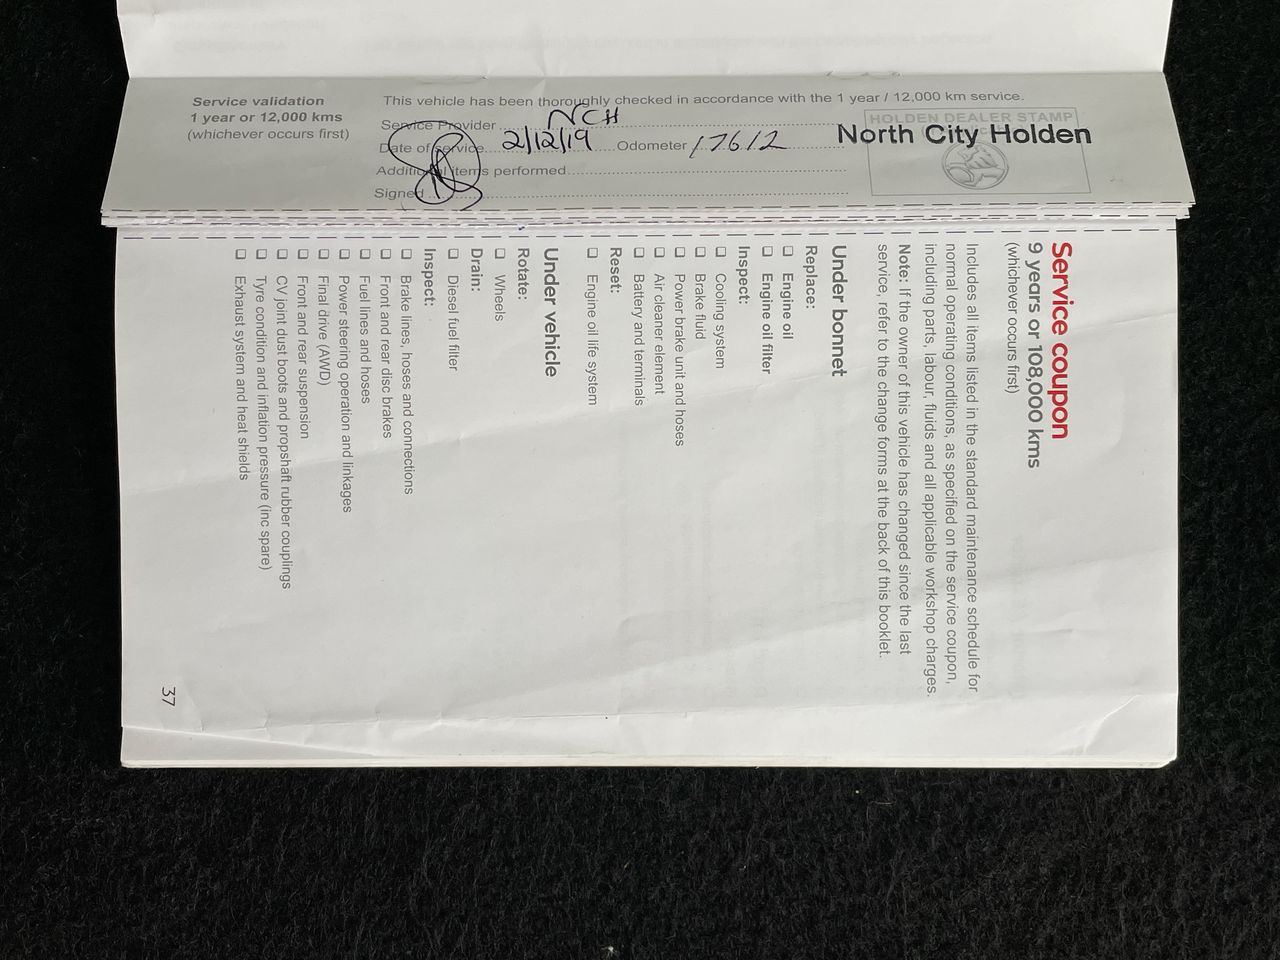 Service validation
1 year or 12,000 kms
(whichever occurs first)
This vehicle has been thoroughly checked in accordance with the 1 year / 12,000 km service.
Service Provider NCH
Date of service 2/12/19 Odometer 17612
Additional items performed
Signed
HOLDEN DEALER STAMP
North City Holden
Service coupon
9 years or 108,000 kms
(whichever occurs first)
Includes all items listed in the standard maintenance schedule for
normal operating conditions, as specified on the service coupon,
including parts, labour, fluids and all applicable workshop charges.
Note: If the owner of this vehicle has changed since the last
service, refer to the change forms at the back of this booklet.
Under bonnet
Replace:
Engine oil
Engine oil filter
Inspect:
Cooling system
Brake fluid
Power brake unit and hoses
Air cleaner element
Battery and terminals
Reset:
Engine oil life system
Under vehicle
Rotate:
Wheels
Drain:
Diesel fuel filter
Inspect:
Brake lines, hoses and connections
Front and rear disc brakes
Fuel lines and hoses
Power steering operation and linkages
Final drive (AWD)
Front and rear suspension
CV joint dust boots and propshaft rubber couplings
Tyre condition and inflation pressure (inc spare)
Exhaust system and heat shields
37